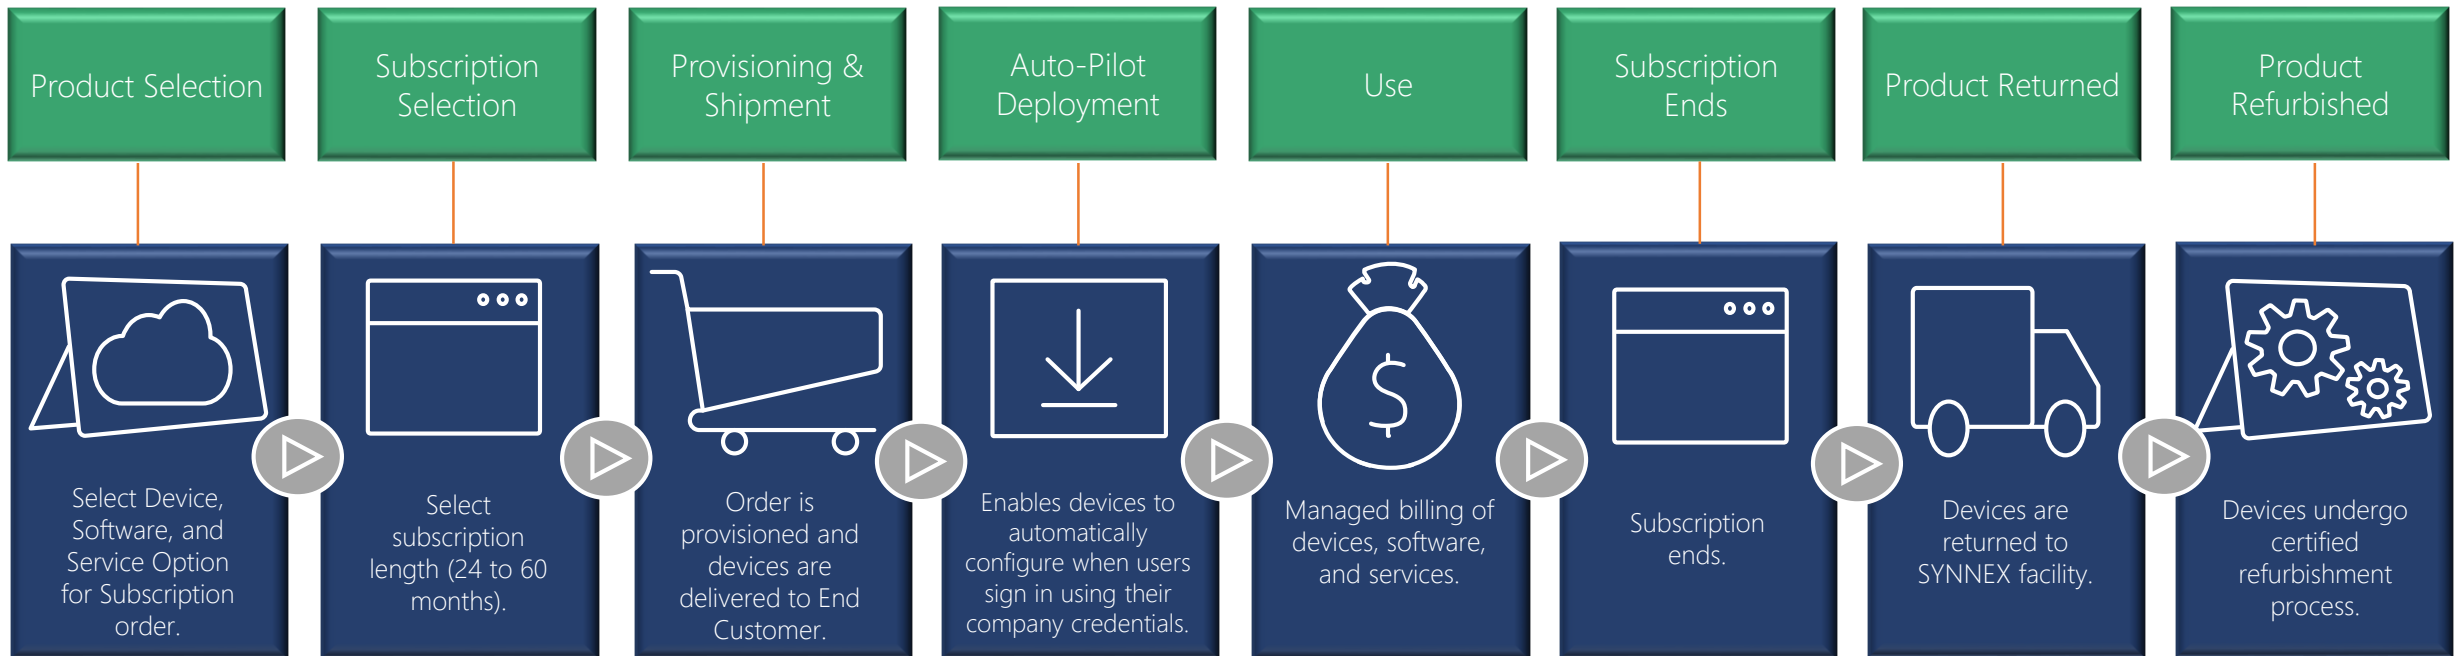 Product Selection
Subscription
Selection
Provisioning &
Shipment
Auto-Pilot
Deployment
Use
Subscription
Ends
Product Returned
Product
Refurbished
Select Device,
Software, and
Service Option
for Subscription
order.
Select
subscription
length (24 to 60
months).
Order is
provisioned and
devices are
delivered to End
Customer.
Enables devices to
automatically
configure when users
sign in using their
company credentials.
$
Managed billing of
devices, software,
and services.
Subscription
ends.
Devices are
returned to
SYNNEX facility.
Devices undergo
certified
refurbishment
process.